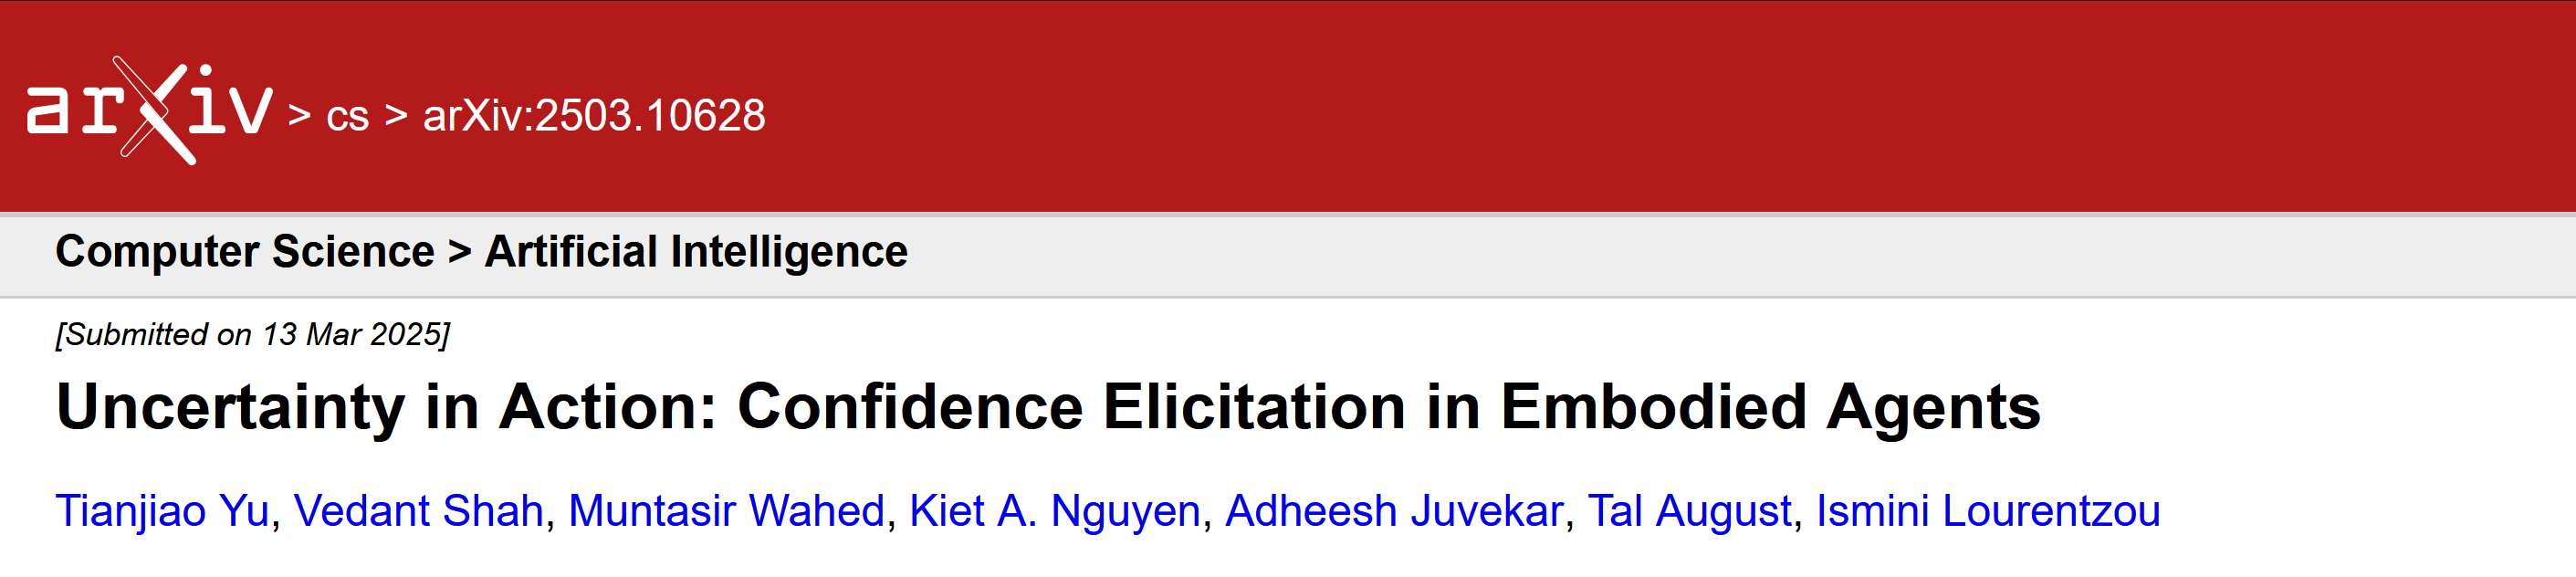 arXiv > cs > arXiv:2503.10628
Computer Science > Artificial Intelligence
[Submitted on 13 Mar 2025]
Uncertainty in Action: Confidence Elicitation in Embodied Agents
Tianjiao Yu, Vedant Shah, Muntasir Wahed, Kiet A. Nguyen, Adheesh Juvekar, Tal August, Ismini Lourentzou